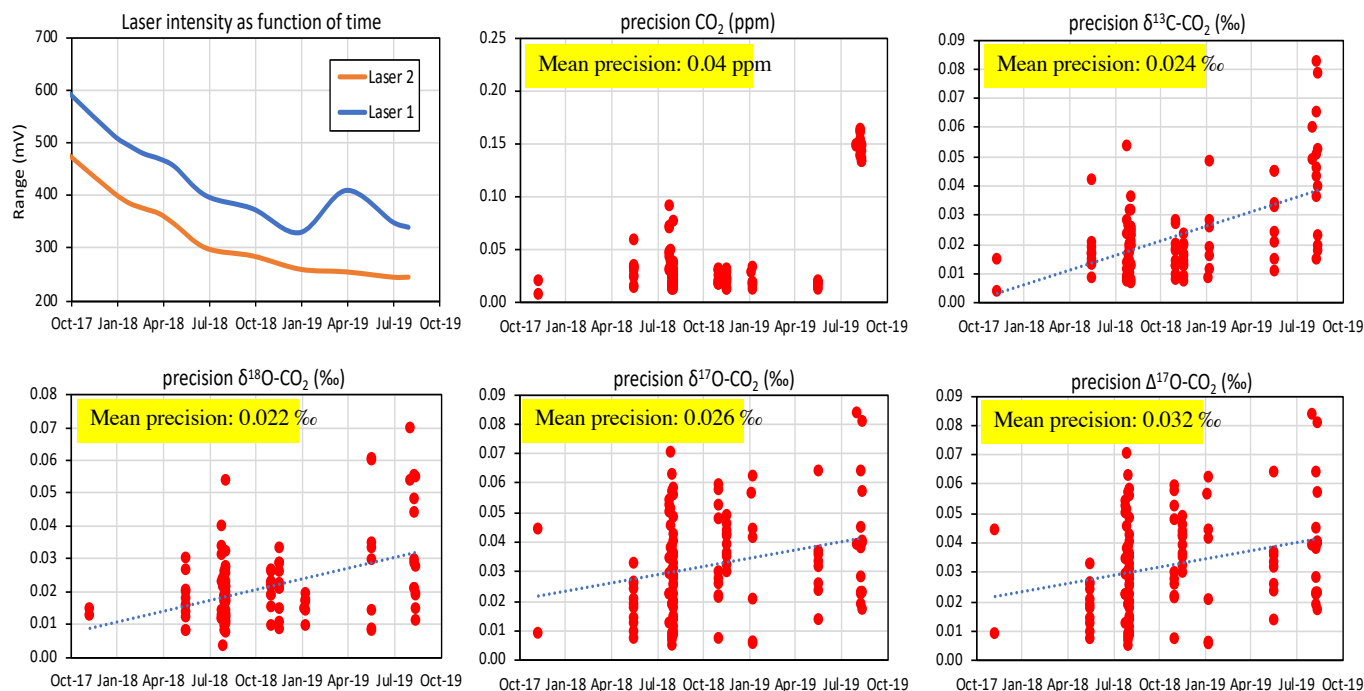 Laser intensity as function of time
700
600
500
400
300
200
Range (mV)
Laser 2
Laser 1
Oct-17 Jan-18 Apr-18 Jul-18 Oct-18 Jan-19 Apr-19 Jul-19 Oct-19
precision CO₂ (ppm)
Mean precision: 0.04 ppm
0.25
0.20
0.15
0.10
0.05
0.00
Oct-17 Jan-18 Apr-18 Jul-18 Oct-18 Jan-19 Apr-19 Jul-19 Oct-19
precision δ¹³C-CO₂ (‰)
Mean precision: 0.024 ‰
0.09
0.08
0.07
0.06
0.05
0.04
0.03
0.02
0.01
0.00
Oct-17 Jan-18 Apr-18 Jul-18 Oct-18 Jan-19 Apr-19 Jul-19 Oct-19
precision δ¹⁸O-CO₂ (‰)
Mean precision: 0.022 ‰
0.08
0.07
0.06
0.05
0.04
0.03
0.02
0.01
0.00
Oct-17 Jan-18 Apr-18 Jul-18 Oct-18 Jan-19 Apr-19 Jul-19 Oct-19
precision δ¹⁷O-CO₂ (‰)
Mean precision: 0.026 ‰
0.09
0.08
0.07
0.06
0.05
0.04
0.03
0.02
0.01
0.00
Oct-17 Jan-18 Apr-18 Jul-18 Oct-18 Jan-19 Apr-19 Jul-19 Oct-19
precision Δ¹⁷O-CO₂ (‰)
Mean precision: 0.032 ‰
0.09
0.08
0.07
0.06
0.05
0.04
0.03
0.02
0.01
0.00
Oct-17 Jan-18 Apr-18 Jul-18 Oct-18 Jan-19 Apr-19 Jul-19 Oct-19